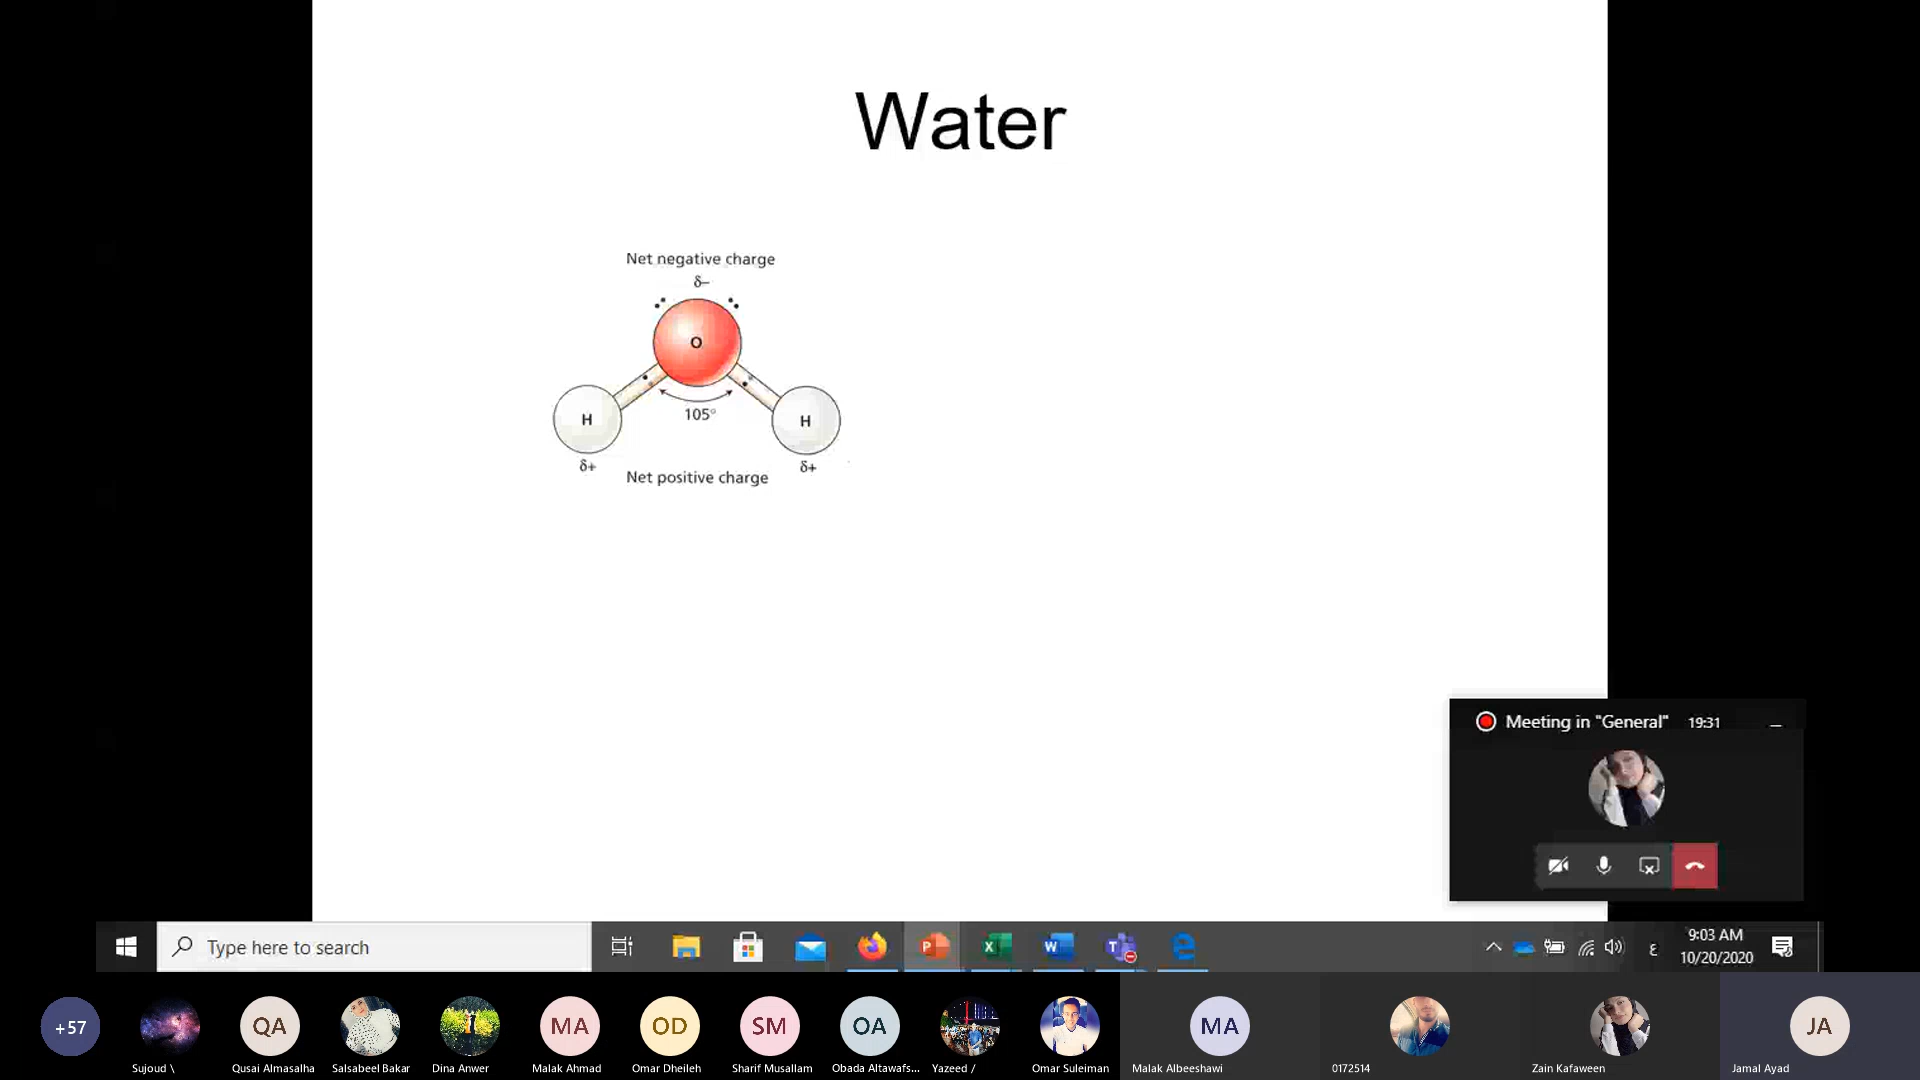 Water
Net negative charge
δ–
O
105°
H
H
δ+
δ+
Net positive charge
Meeting in "General" 19:31
Type here to search
ع
9:03 AM
10/20/2020
+57
QA
MA
OD
SM
OA
MA
JA
Sujoud \
Qusai Almasalha
Salsabeel Bakar
Dina Anwer
Malak Ahmad
Omar Dheileh
Sharif Musallam
Obada Altawafs...
Yazeed /
Omar Suleiman
Malak Albeeshawi
0172514
Zain Kafaween
Jamal Ayad